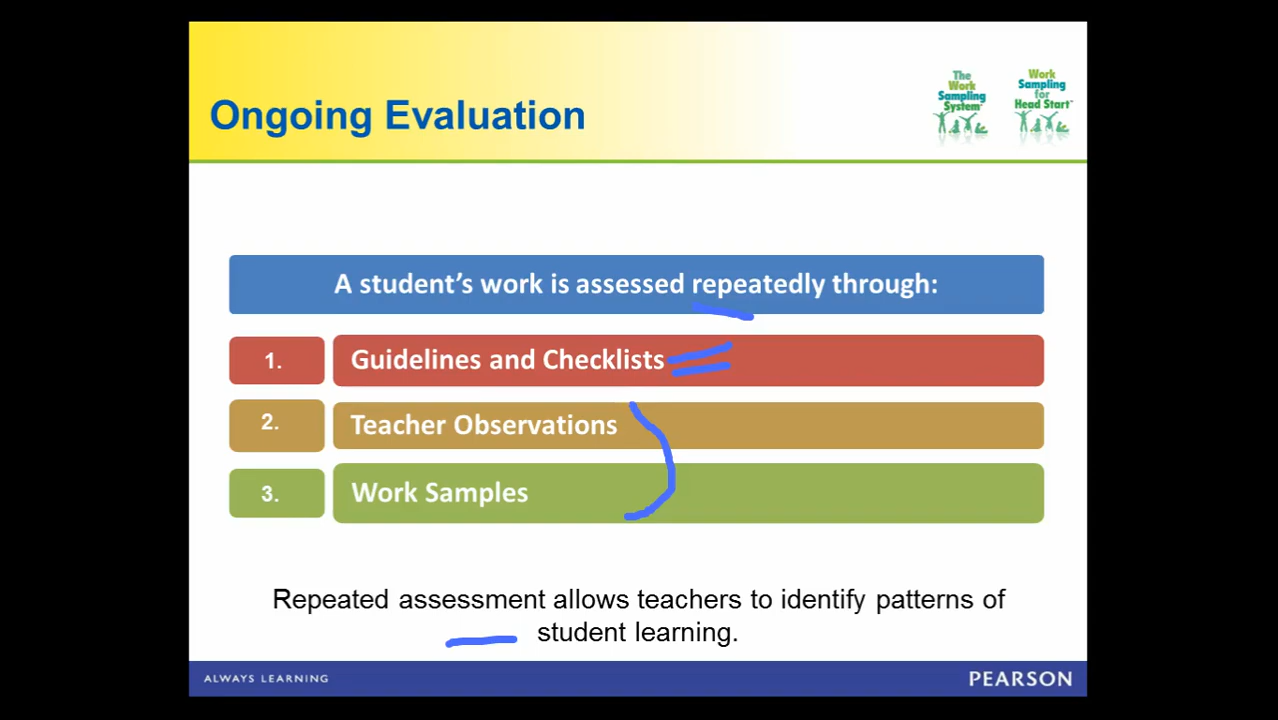 Ongoing Evaluation
The
Work
Sampling
System™
Work
Sampling
for
Head Start™
A student's work is assessed repeatedly through:
1. Guidelines and Checklists
2. Teacher Observations
3. Work Samples
Repeated assessment allows teachers to identify patterns of
student learning.
ALWAYS LEARNING
PEARSON